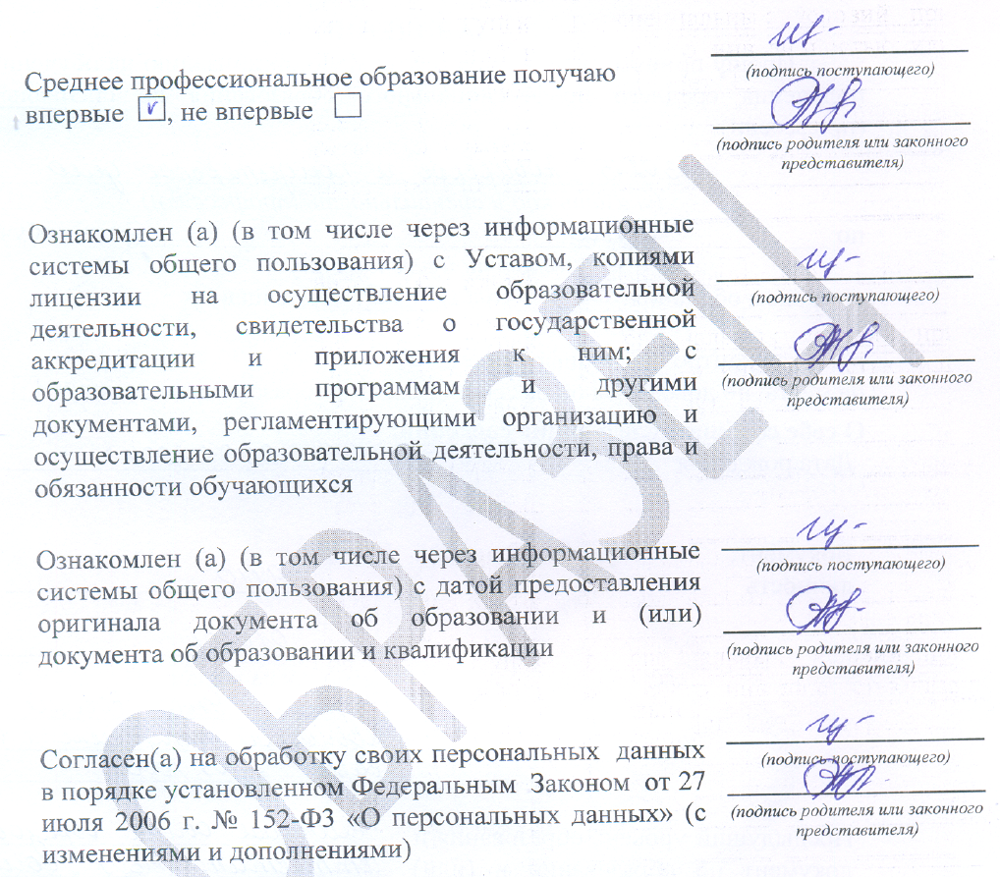 Среднее профессиональное образование получаю
впервые, не впервые
(подпись поступающего)
(подпись родителя или законного
представителя)
Ознакомлен (а) (в том числе через информационные
системы общего пользования) с Уставом, копиями
лицензии на осуществление образовательной
деятельности, свидетельства о государственной
аккредитации и приложения к ним; с
образовательными программам и другими
документами, регламентирующими организацию и
осуществление образовательной деятельности, права и
обязанности обучающихся
(подпись поступающего)
(подпись родителя или законного
представителя)
Ознакомлен (а) (в том числе через информационные
системы общего пользования) с датой предоставления
оригинала документа об образовании и (или)
документа об образовании и квалификации
(подпись поступающего)
(подпись родителя или законного
представителя)
Согласен(а) на обработку своих персональных данных
в порядке установленном Федеральным Законом от 27
июля 2006 г. № 152-ФЗ «О персональных данных» (с
изменениями и дополнениями)
(подпись поступающего)
(подпись родителя или законного
представителя)
ОБРАЗЕЦ